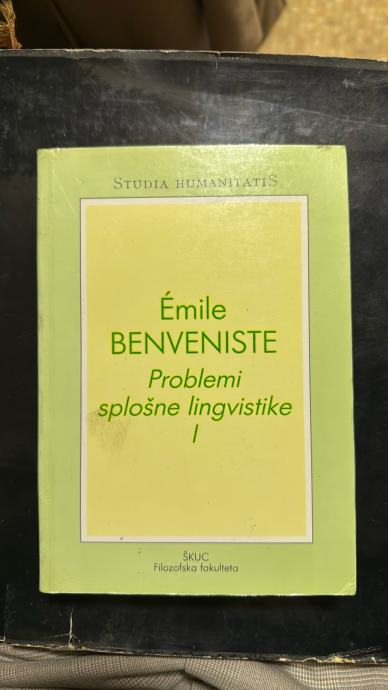 STUDIA HUMANITATIS
Émile
BENVENISTE
Problemi
splošne lingvistike
I
ŠKUC
Filozofska fakulteta